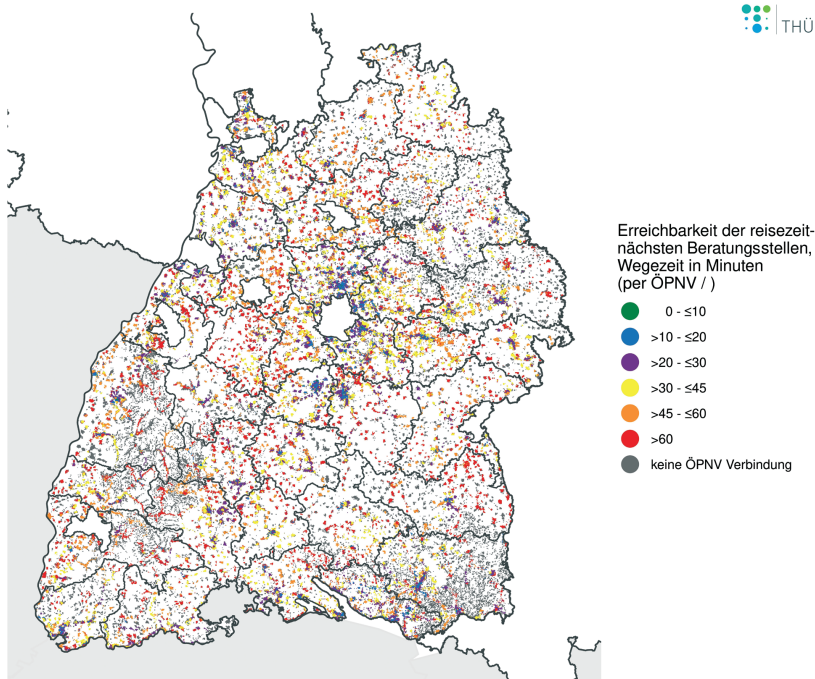 THÜ
Erreichbarkeit der reisezeit-
nächsten Beratungsstellen,
Wegezeit in Minuten
(per ÖPNV / )
0 - ≤10
>10 - ≤20
>20 - ≤30
>30 - ≤45
>45 - ≤60
>60
keine ÖPNV Verbindung